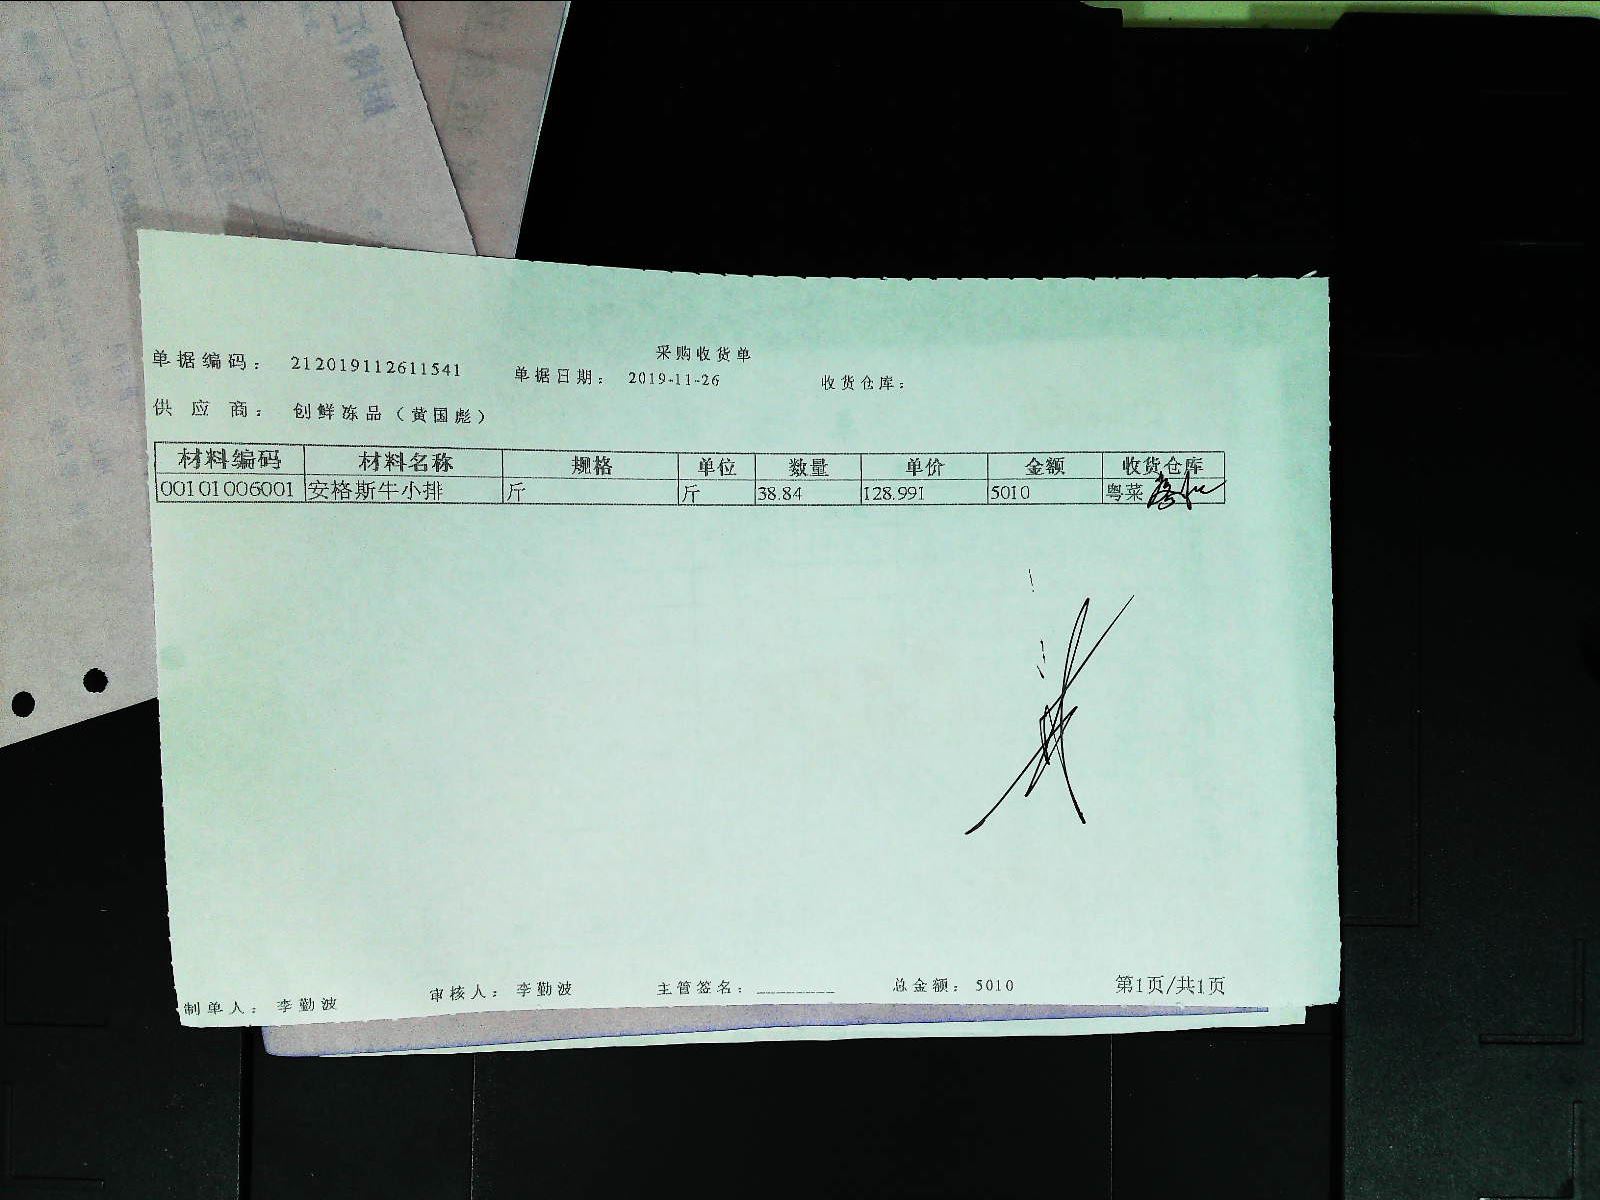 采购收货单
单据编码： 212019112611541 单据日期： 2019-11-26 收货仓库：
供应商： 创鲜冻品（黄国彪）
材料编码 材料名称 规格 单位 数量 单价 金额 收货仓库
00101006001 安格斯牛小排 斤 斤 38.84 128.991 5010 粤菜
制单人： 李勤波 审核人： 李勤波 主管签名：________ 总金额： 5010 第1页/共1页